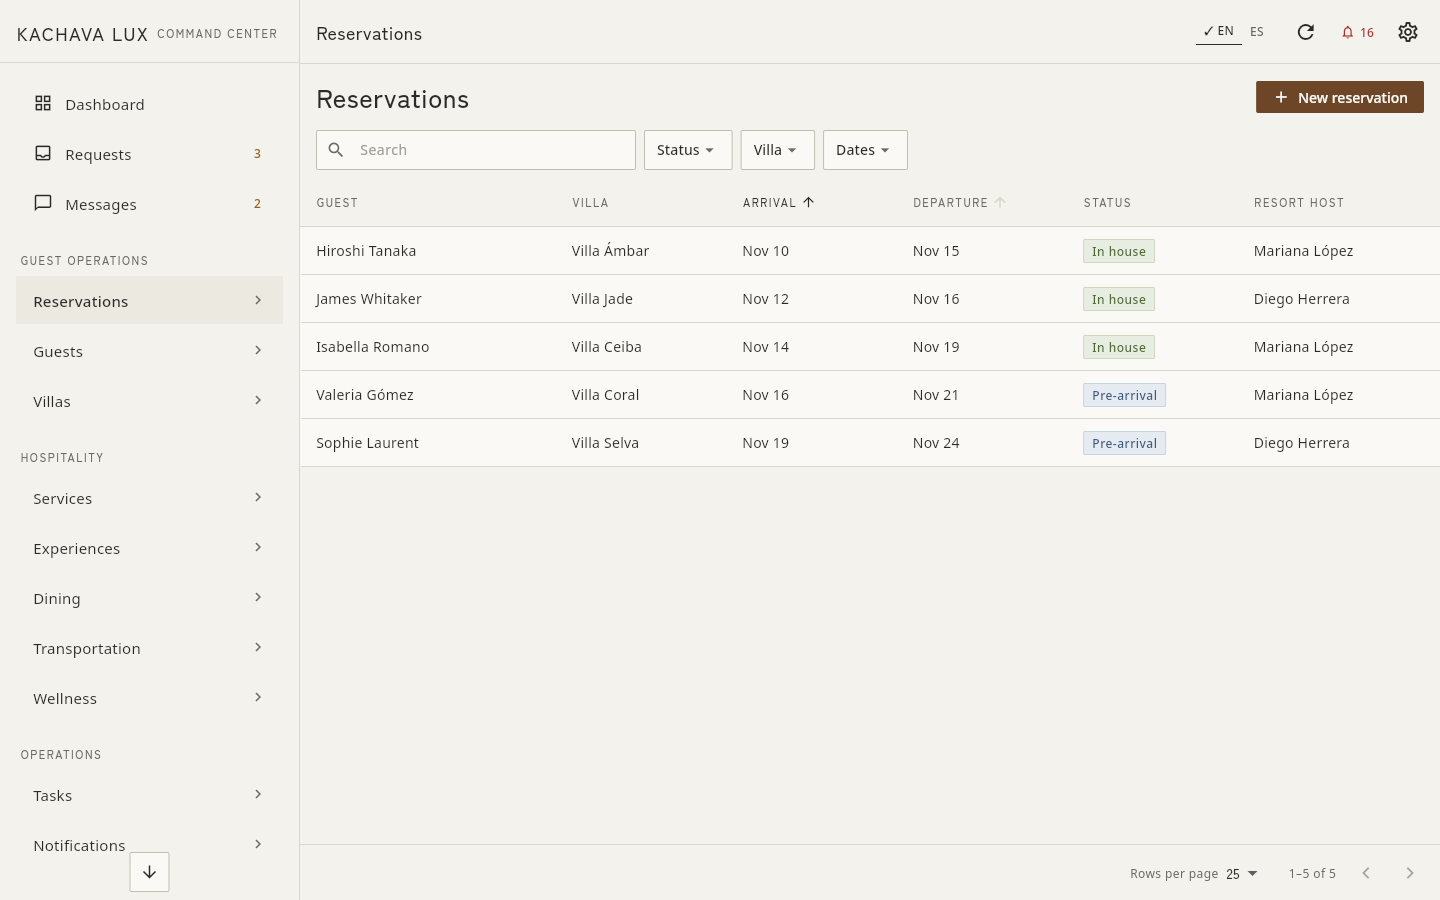 KACHAVA LUX COMMAND CENTER
Dashboard
Requests 3
Messages 2
GUEST OPERATIONS
Reservations
Guests
Villas
HOSPITALITY
Services
Experiences
Dining
Transportation
Wellness
OPERATIONS
Tasks
Notifications
Reservations
✓ EN ES 16
Reservations
+ New reservation
Search Status Villa Dates
GUEST VILLA ARRIVAL DEPARTURE STATUS RESORT HOST
Hiroshi Tanaka Villa Ámbar Nov 10 Nov 15 In house Mariana López
James Whitaker Villa Jade Nov 12 Nov 16 In house Diego Herrera
Isabella Romano Villa Ceiba Nov 14 Nov 19 In house Mariana López
Valeria Gómez Villa Coral Nov 16 Nov 21 Pre-arrival Mariana López
Sophie Laurent Villa Selva Nov 19 Nov 24 Pre-arrival Diego Herrera
Rows per page 25 1–5 of 5